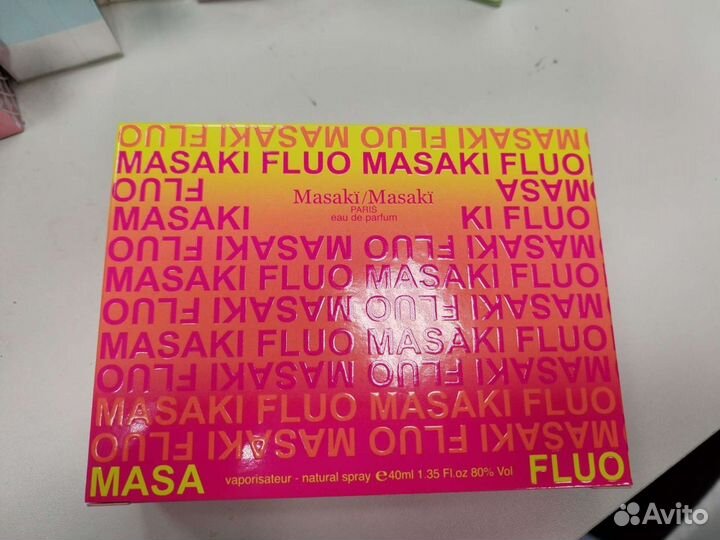 FLUO MASAKI FLUO MASAKI FLUO
MASAKI FLUO MASAKI FLUO
FLUO MASA
Masakï/Masakï
PARIS
eau de parfum
MASAKI KI FLUO
FLUO MASAKI FLUO MASAKI
MASAKI FLUO MASAKI FLUO
FLUO MASAKI FLUO MASAKI
MASAKI FLUO MASAKI FLUO
FLUO MASAKI FLUO MASAKI
MASAKI FLUO MASAKI FLUO
FLUO MASAKI FLUO MASAKI
MASA FLUO
vaporisateur - natural spray ℮40ml 1.35 Fl.oz 80% Vol
Avito